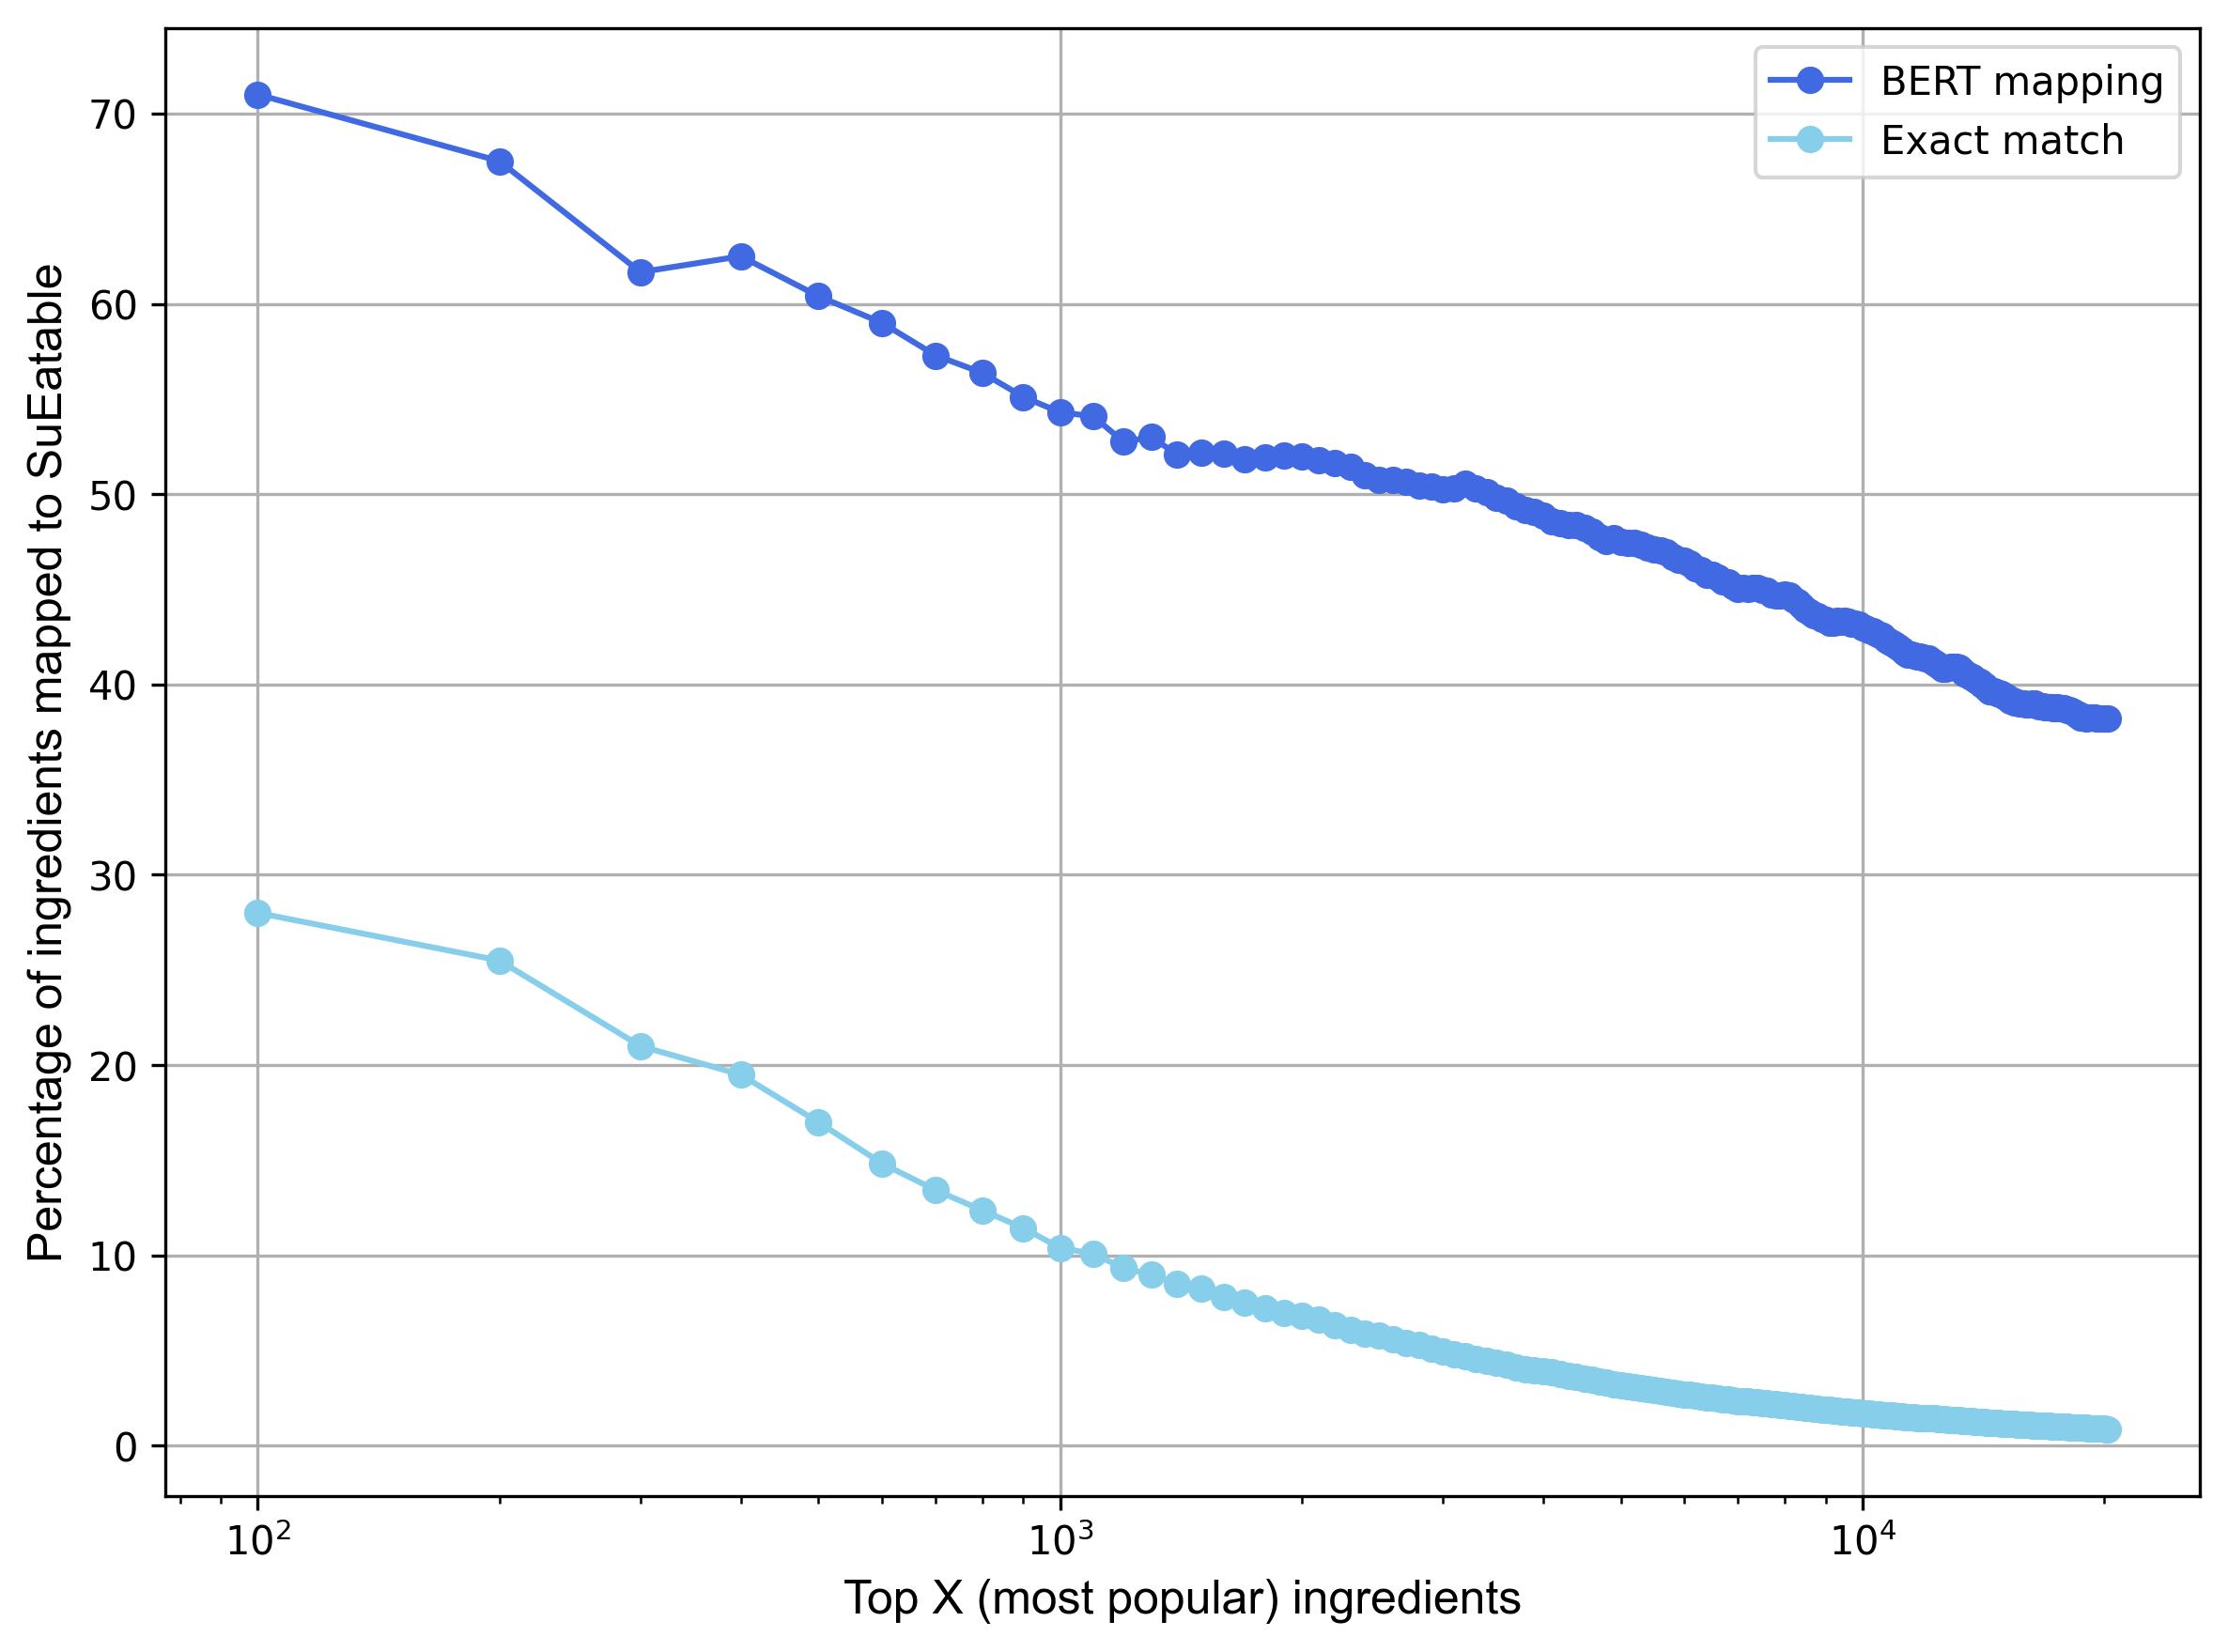 BERT mapping
Exact match
Percentage of ingredients mapped to SuEatable
70
60
50
40
30
20
10
0
10²
10³
10⁴
Top X (most popular) ingredients